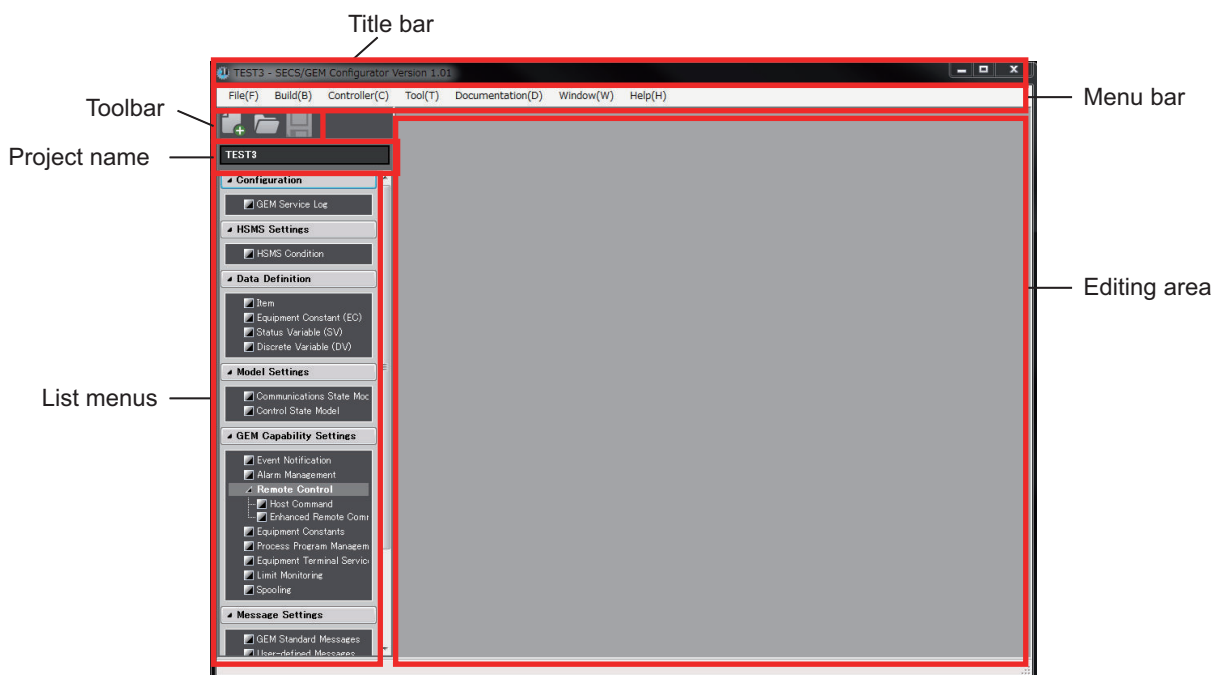 Title bar
TEST3 - SECS/GEM Configurator Version 1.01
File(F) Build(B) Controller(C) Tool(T) Documentation(D) Window(W) Help(H)
Menu bar
Toolbar
Project name
TEST3
Configuration
GEM Service Log
HSMS Settings
HSMS Condition
Data Definition
Item
Equipment Constant (EC)
Status Variable (SV)
Discrete Variable (DV)
Editing area
Model Settings
Communications State Moc
Control State Model
List menus
GEM Capability Settings
Event Notification
Alarm Management
Remote Control
Host Command
Enhanced Remote Comr
Equipment Constants
Process Program Managem
Equipment Terminal Servic
Limit Monitoring
Spooling
Message Settings
GEM Standard Messages
User-defined Messages